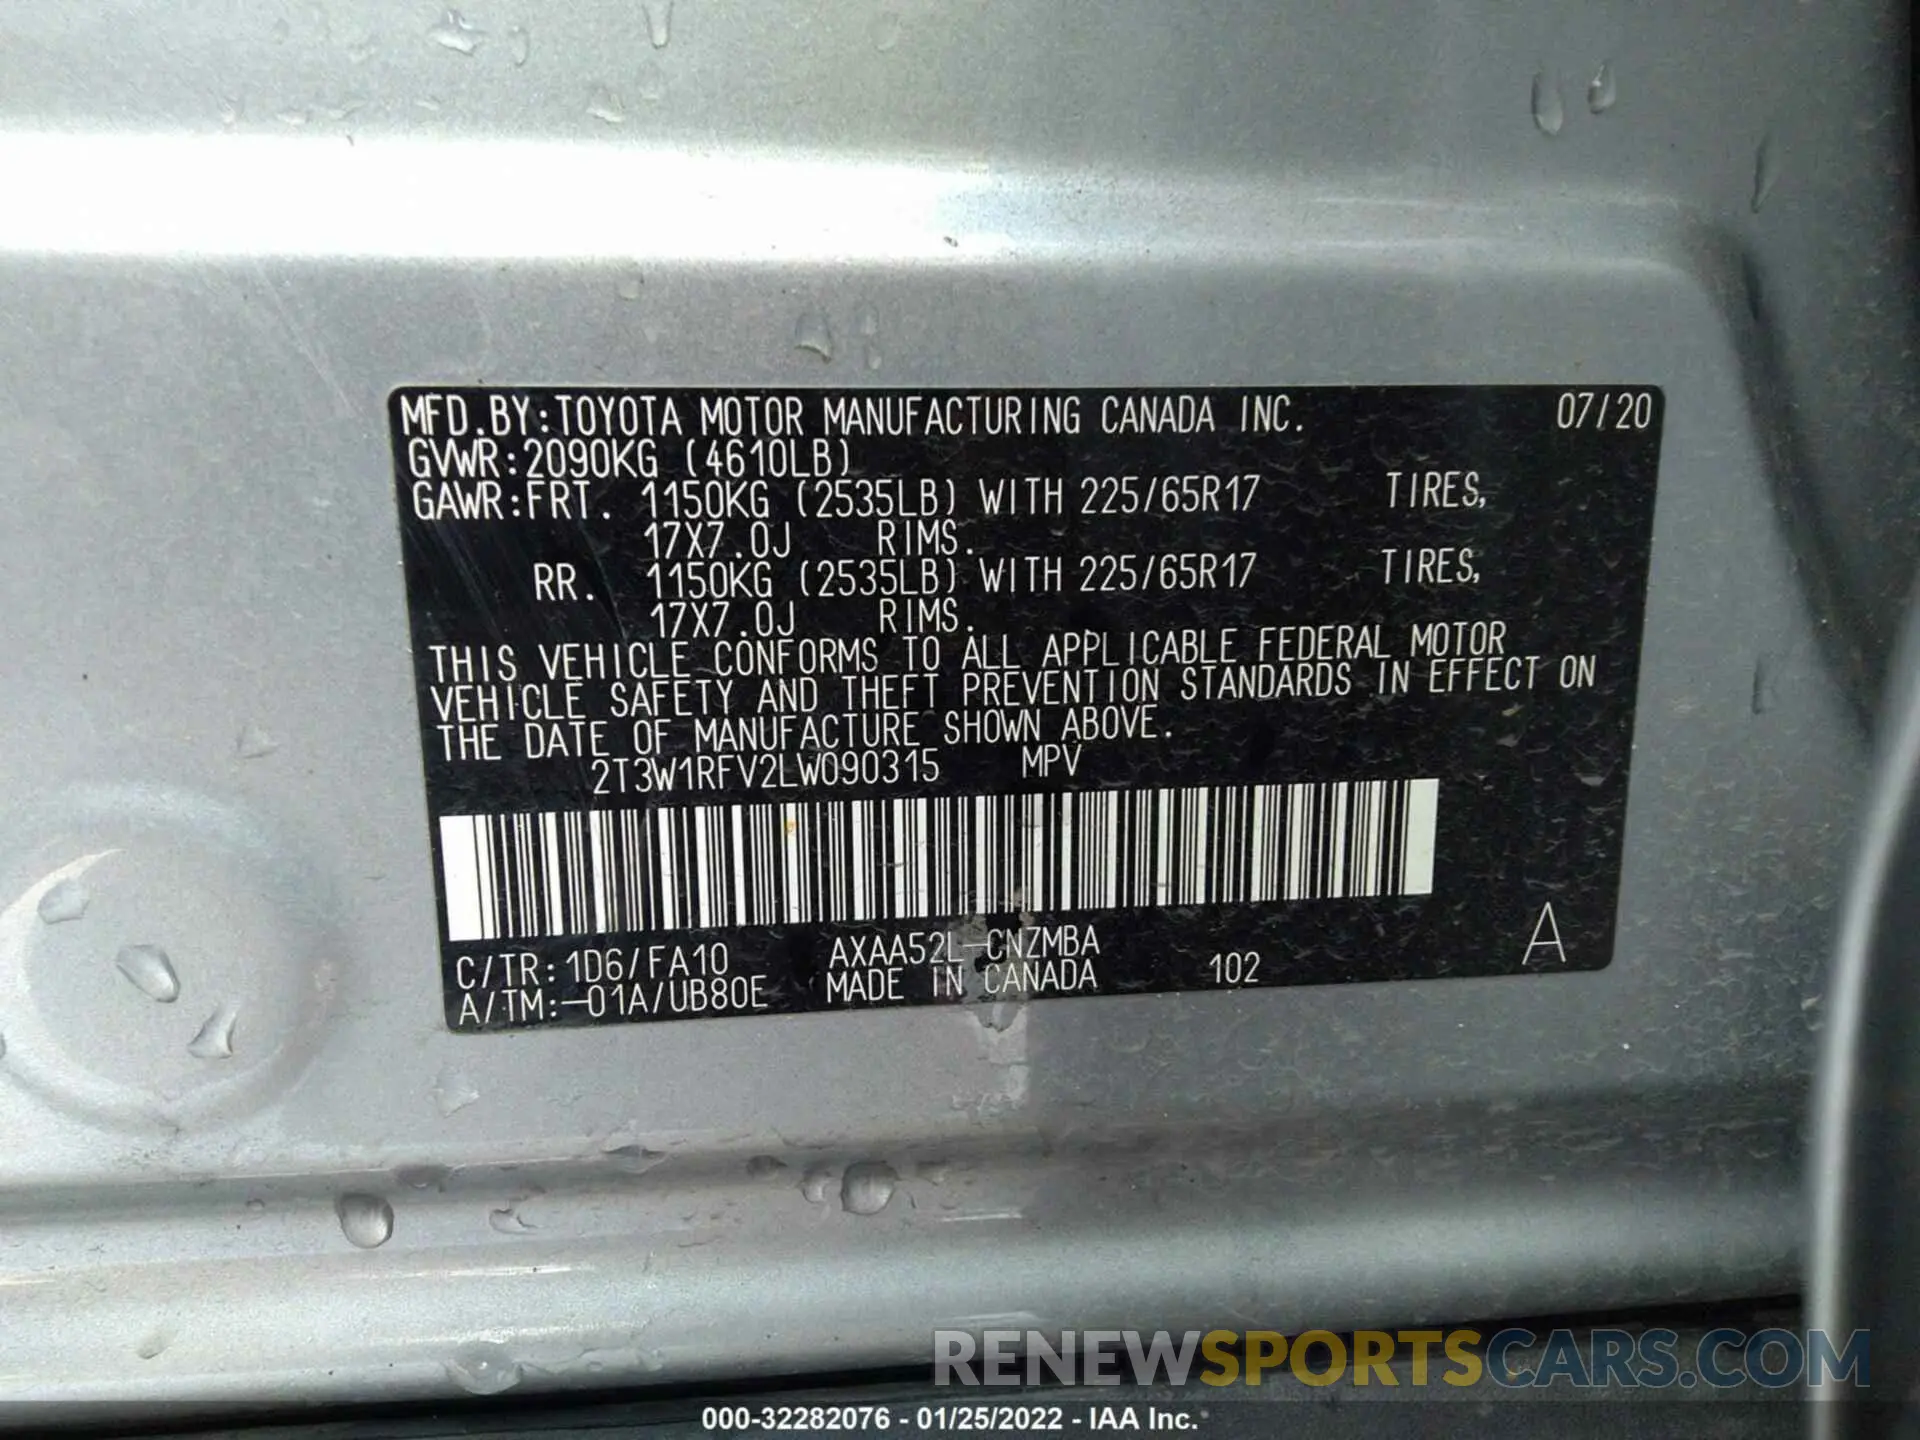 MFD.BY:TOYOTA MOTOR MANUFACTURING CANADA INC. 07/20
GVWR:2090KG (4610LB)
GAWR:FRT. 1150KG (2535LB) WITH 225/65R17 TIRES,
17X7.0J RIMS.
RR. 1150KG (2535LB) WITH 225/65R17 TIRES,
17X7.0J RIMS.
THIS VEHICLE CONFORMS TO ALL APPLICABLE FEDERAL MOTOR
VEHICLE SAFETY AND THEFT PREVENTION STANDARDS IN EFFECT ON
THE DATE OF MANUFACTURE SHOWN ABOVE.
2T3W1RFV2LW090315 MPV
C/TR:1D6/FA10 AXAA52L-CNZMBA
A/TM:-01A/UB80E MADE IN CANADA 102 A
RENEWSPORTSCARS.COM
000-32282076 - 01/25/2022 - IAA Inc.